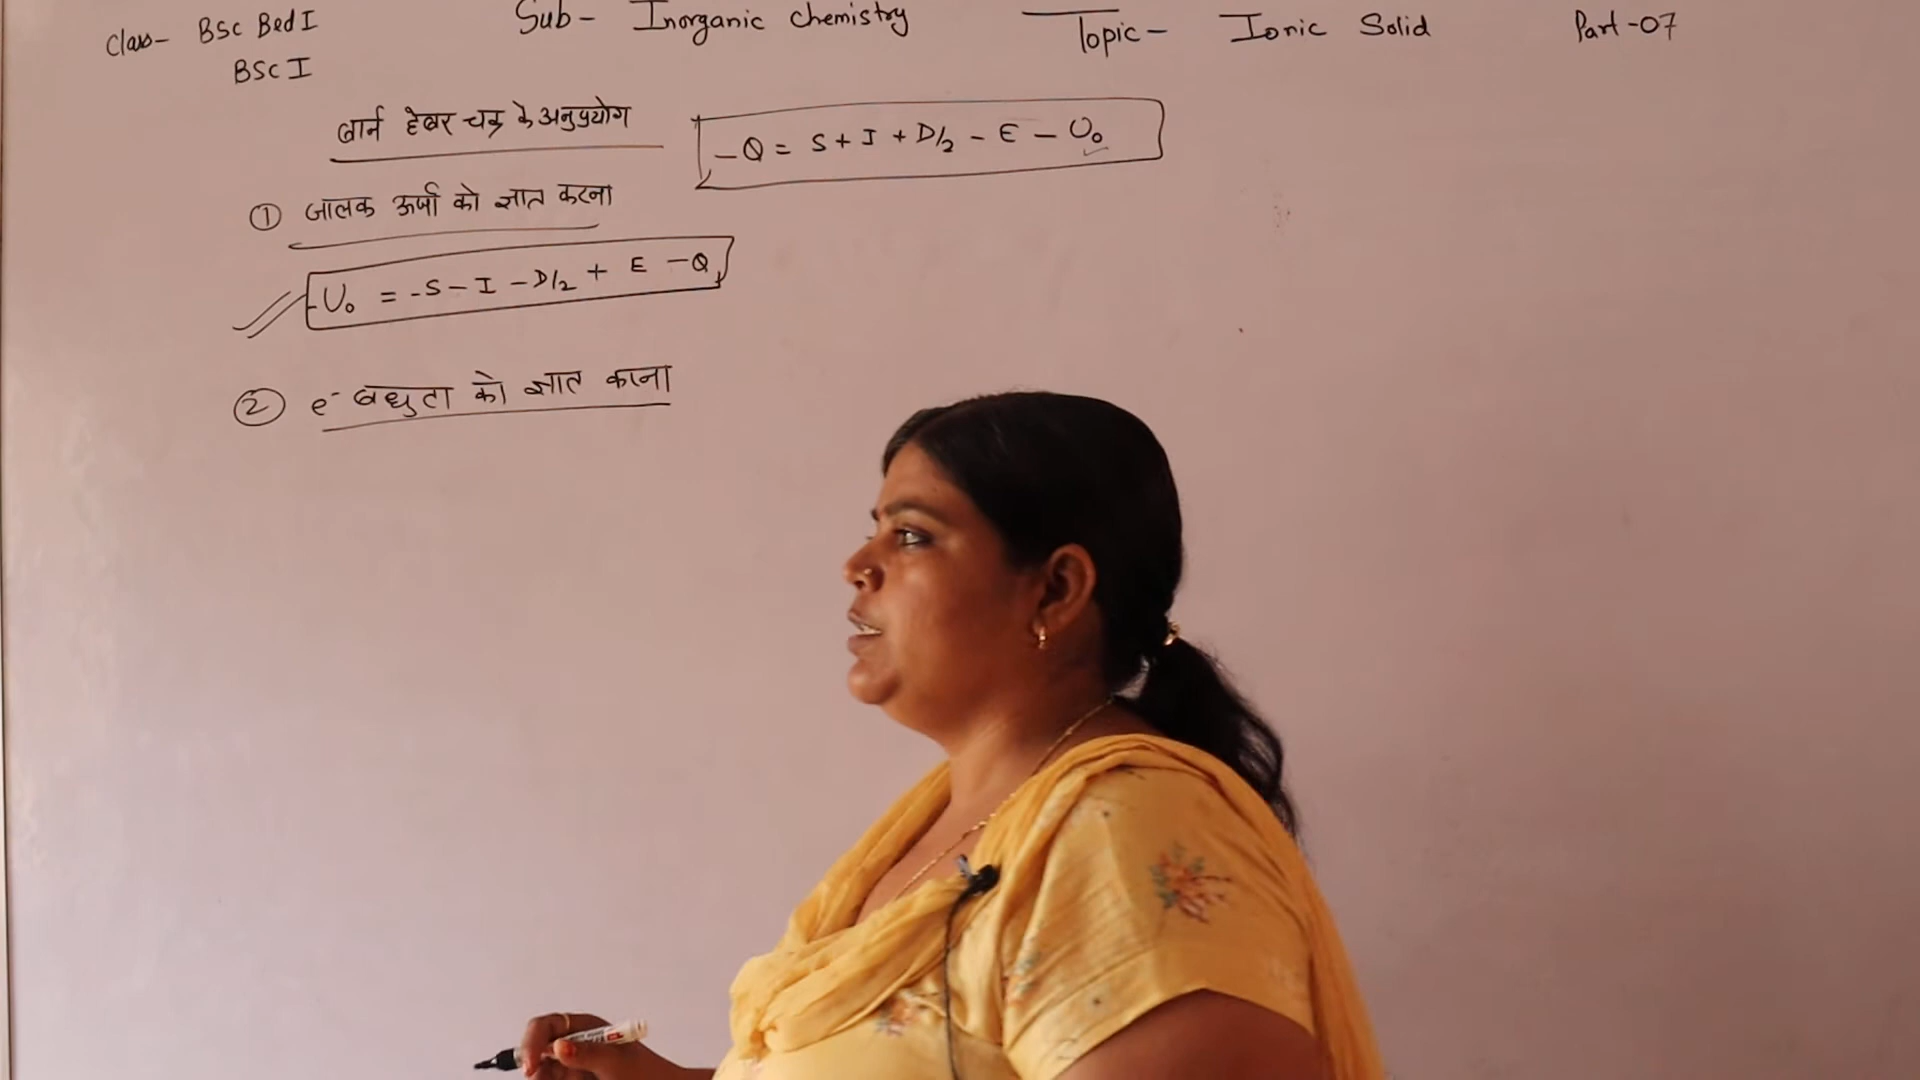 Class- BSc Bed I Sub- Inorganic chemistry Topic- Ionic Solid Part-07
BSc I
बार्न हेबर चक्र के अनुप्रयोग
-Q = S + I + D/2 - E - U₀
① जालक ऊर्जा को ज्ञात करना
-U₀ = -S - I - D/2 + E - Q
② e⁻ बधुता को ज्ञात करना